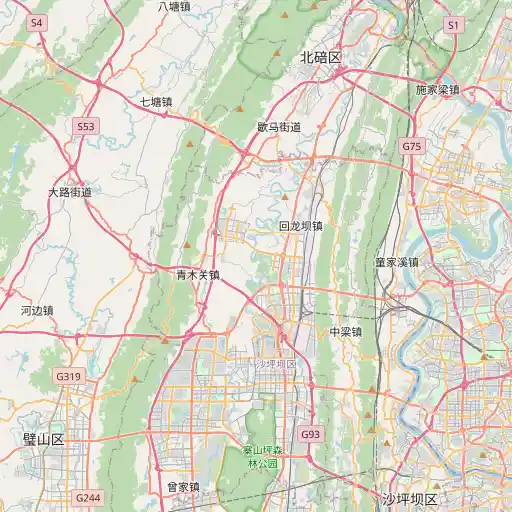 八塘镇
S4
S1
北碚区
施家梁镇
七塘镇
S53
歇马街道
G75
大路街道
回龙坝镇
童家溪镇
青木关镇
河边镇
中梁镇
沙坪坝区
G319
璧山区
G93
寨山坪森
林公园
曾家镇
G244
沙坪坝区